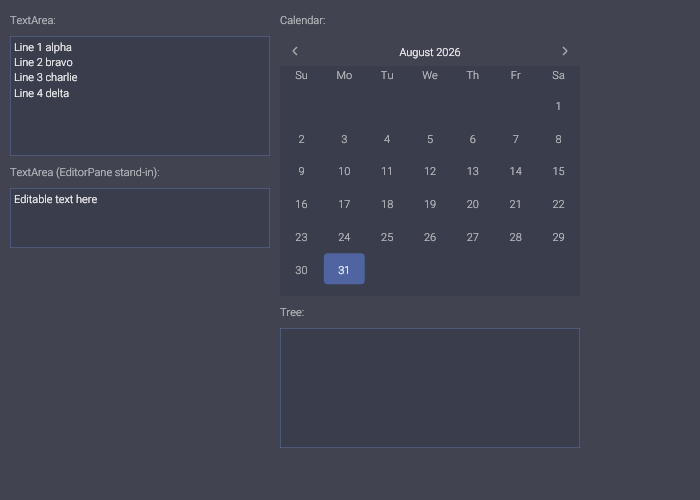 TextArea:
Line 1 alpha
Line 2 bravo
Line 3 charlie
Line 4 delta
TextArea (EditorPane stand-in):
Editable text here
Calendar:
August 2026
Su Mo Tu We Th Fr Sa
1
2 3 4 5 6 7 8
9 10 11 12 13 14 15
16 17 18 19 20 21 22
23 24 25 26 27 28 29
30 31
Tree: